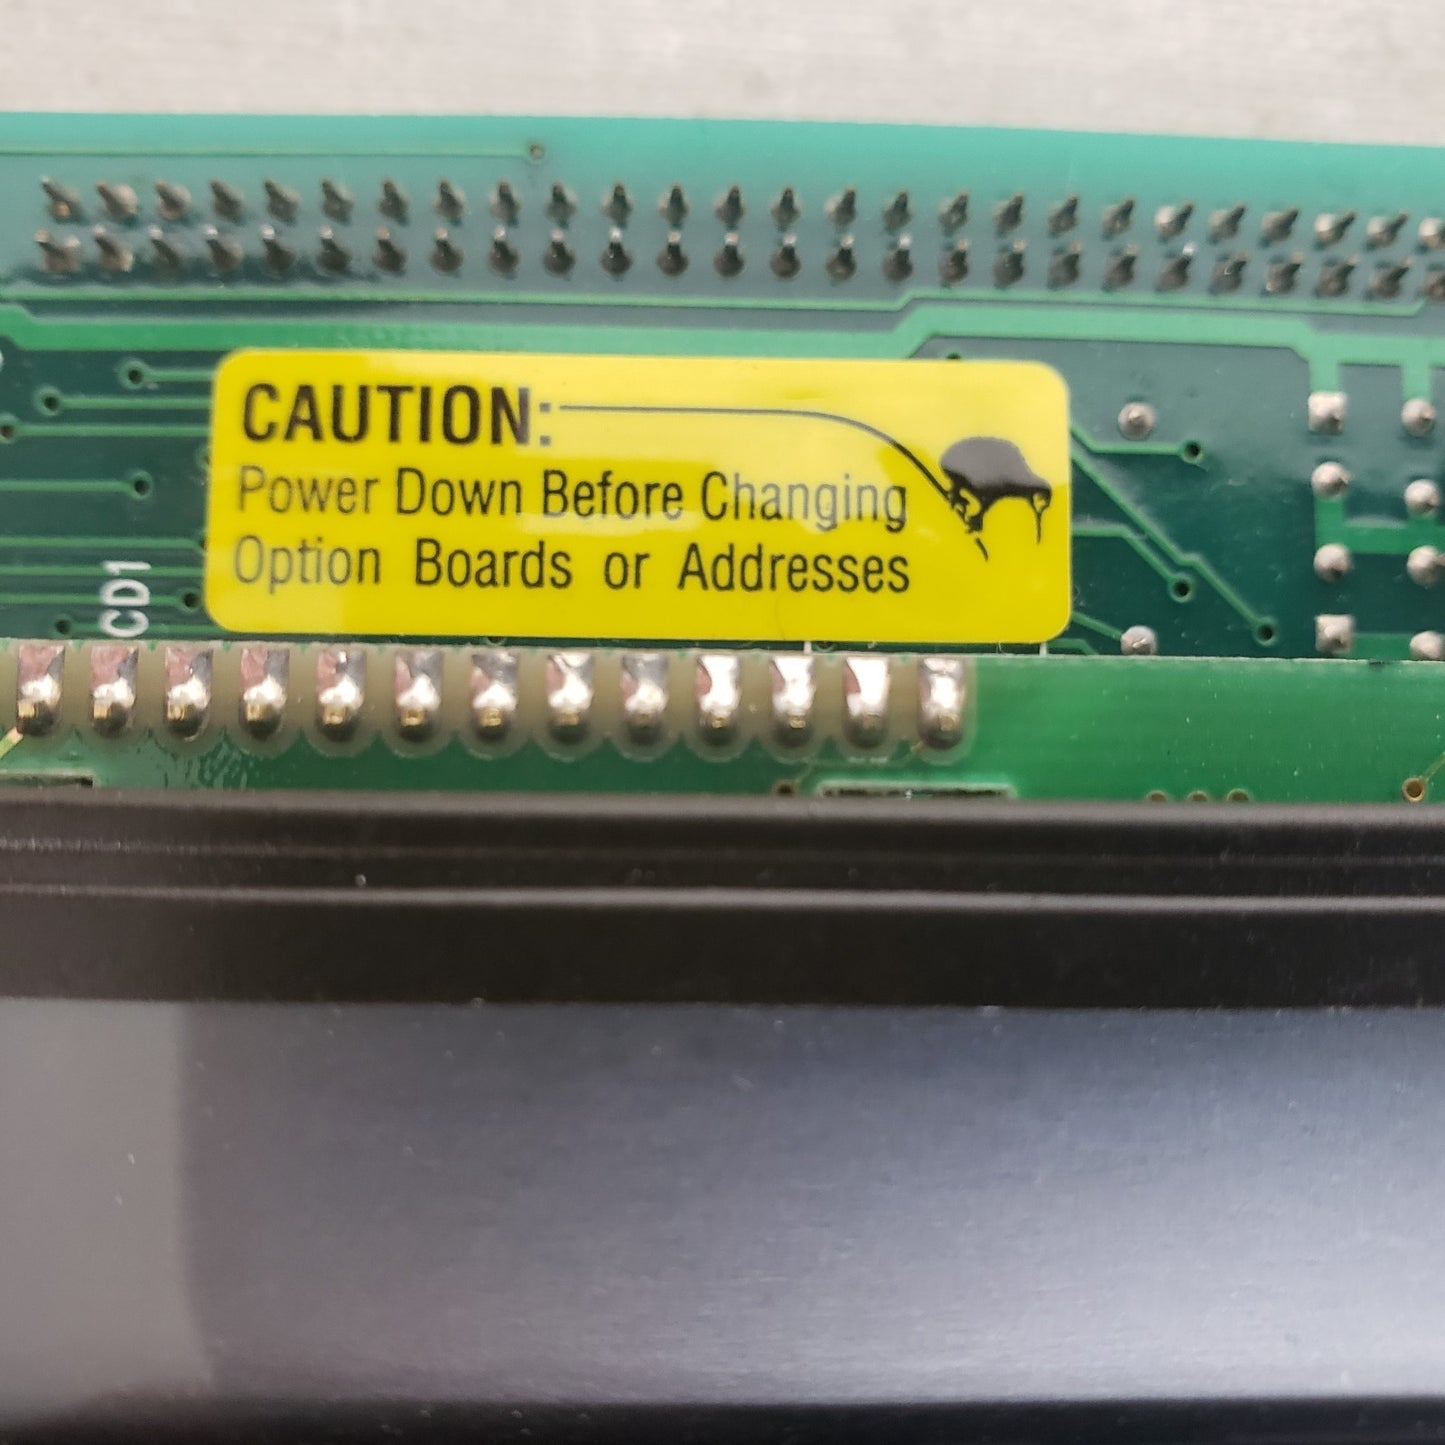 CAUTION:
Power Down Before Changing
Option Boards or Addresses
CD1